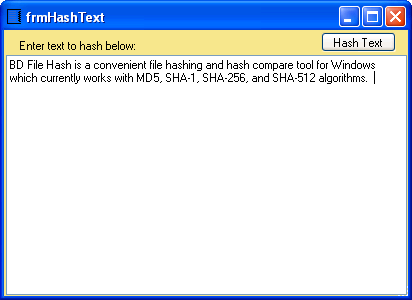 frmHashText
Enter text to hash below:
Hash Text
BD File Hash is a convenient file hashing and hash compare tool for Windows
which currently works with MD5, SHA-1, SHA-256, and SHA-512 algorithms.